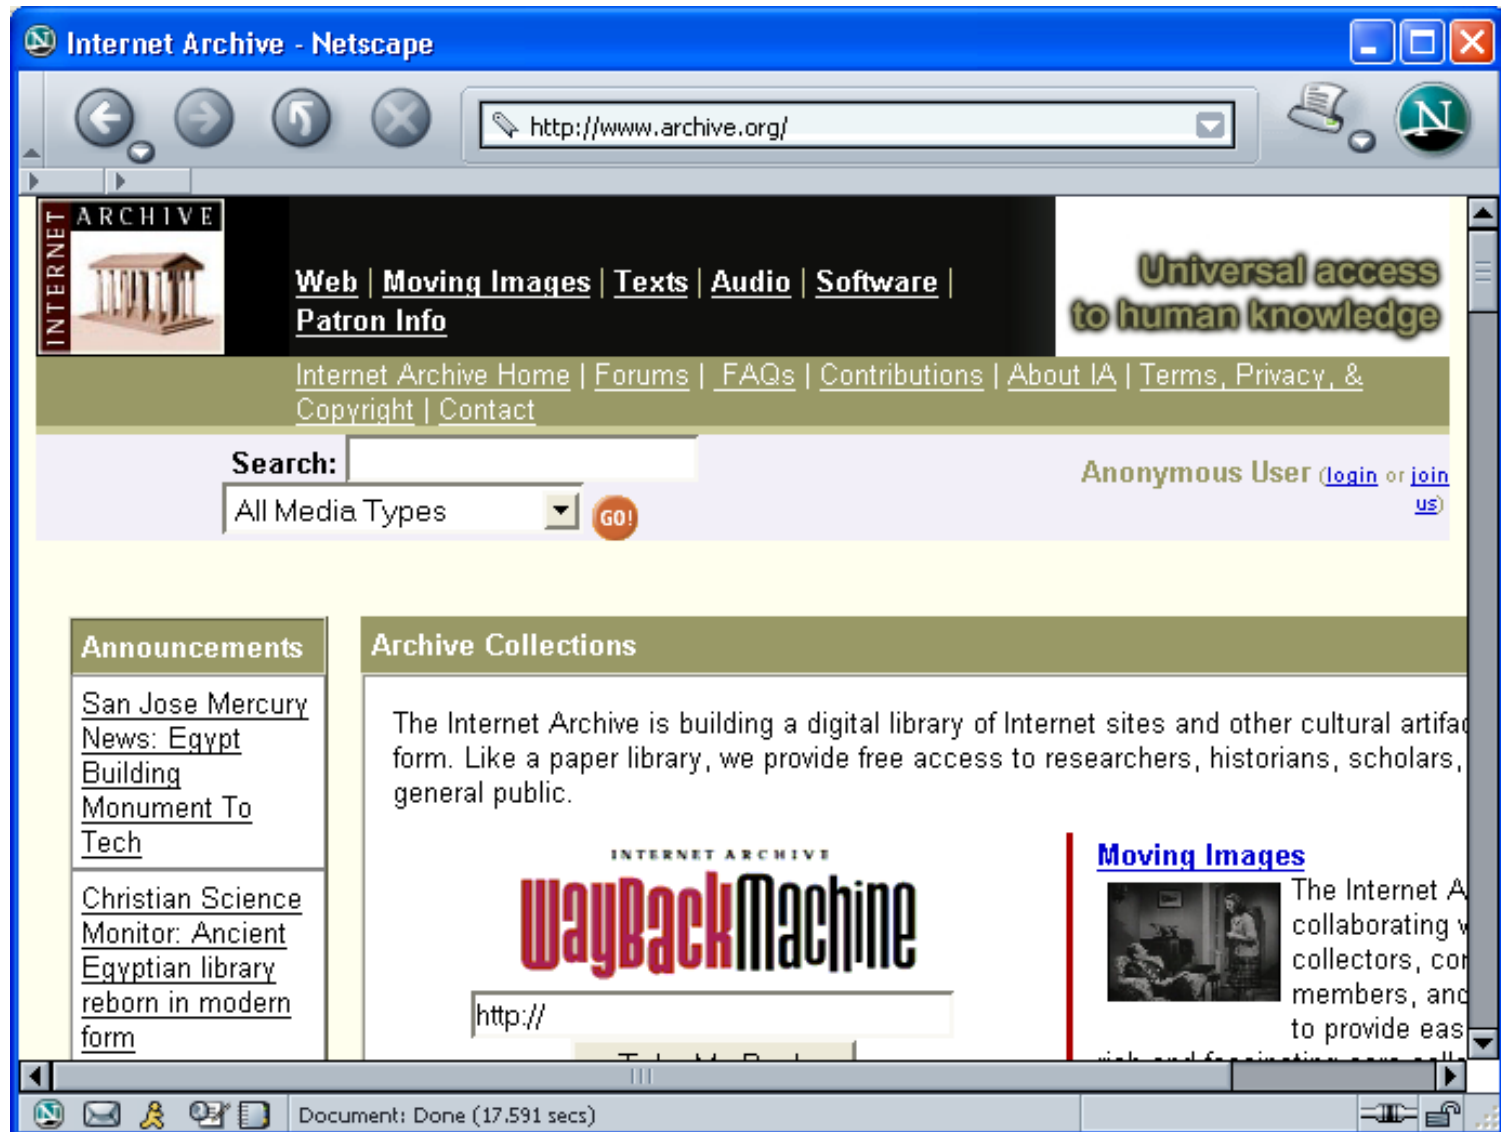 Internet Archive - Netscape
http://www.archive.org/
N
INTERNET
ARCHIVE
Web | Moving Images | Texts | Audio | Software |
Patron Info
Universal access
to human knowledge
Internet Archive Home | Forums | FAQs | Contributions | About IA | Terms, Privacy, &
Copyright | Contact
Search:
All Media Types
GO!
Anonymous User (login or join
us)
Announcements
San Jose Mercury
News: Egypt
Building
Monument To
Tech
Christian Science
Monitor: Ancient
Egyptian library
reborn in modern
form
Archive Collections
The Internet Archive is building a digital library of Internet sites and other cultural artifac
form. Like a paper library, we provide free access to researchers, historians, scholars,
general public.
INTERNET ARCHIVE
WayBackMachine
http://
Moving Images
The Internet A
collaborating
collectors, con
members, and
to provide eas
Document: Done (17.591 secs)